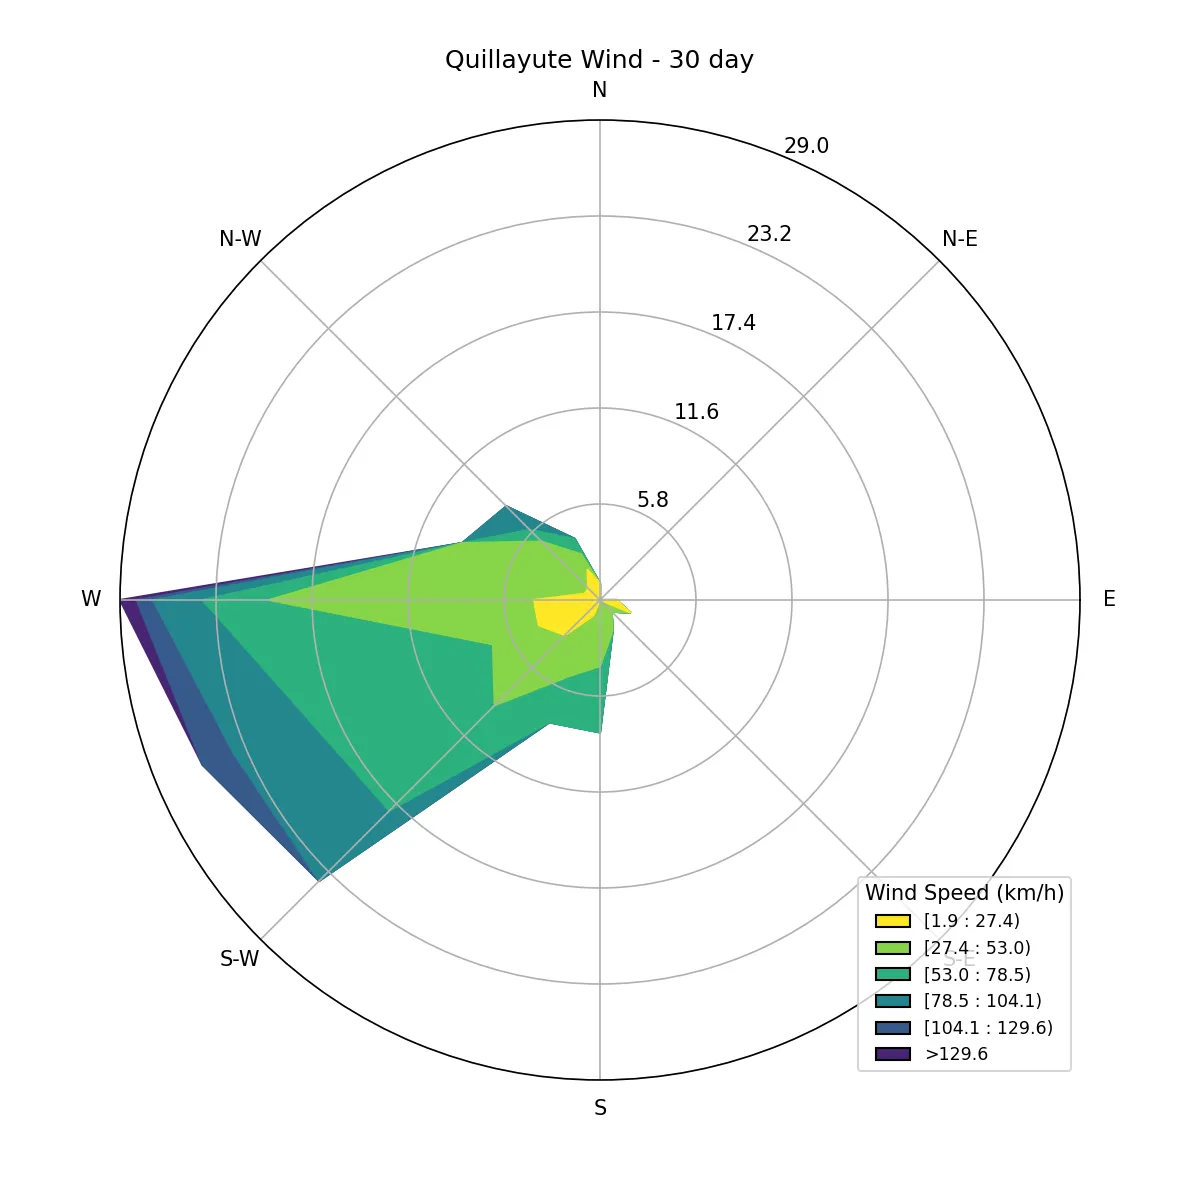 Quillayute Wind - 30 day
N
29.0
23.2
N-W
N-E
17.4
11.6
5.8
W
E
Wind Speed (km/h)
[1.9 : 27.4)
[27.4 : 53.0)
S-W
S-E
[53.0 : 78.5)
[78.5 : 104.1)
[104.1 : 129.6)
>129.6
S